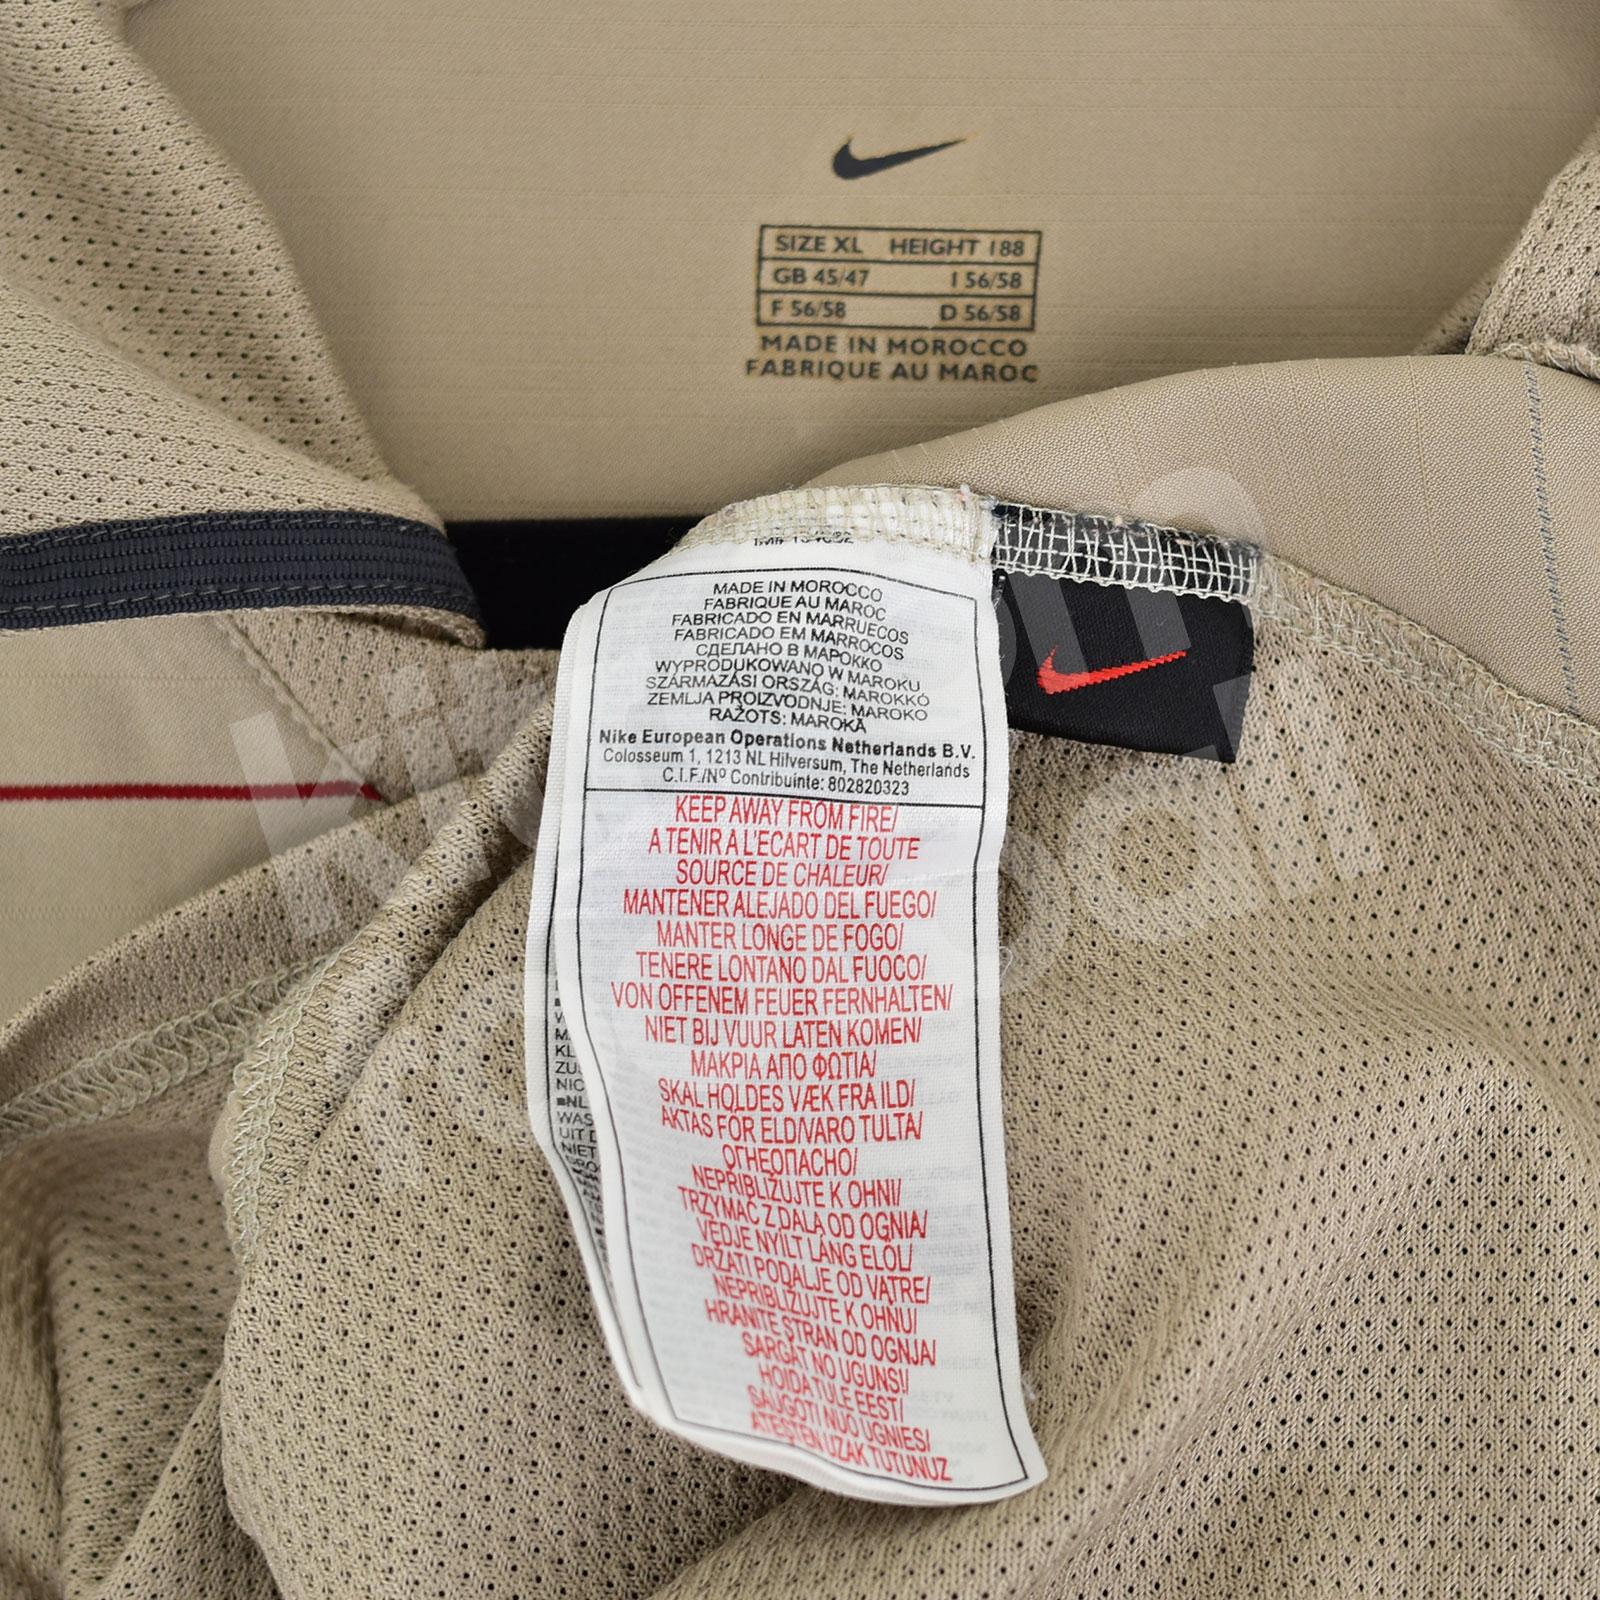 SIZE XL HEIGHT 188
GB 45/47 I 56/58
F 56/58 D 56/58
MADE IN MOROCCO
FABRIQUE AU MAROC
MADE IN MOROCCO
FABRIQUE AU MAROC
FABRICADO EN MARRUECOS
FABRICADO EM MARROCOS
СДЕЛАНО В МАРОККО
WYPRODUKOWANO W MAROKU
SZÁRMAZÁSI ORSZÁG: MAROKKÓ
ZEMLJA PROIZVODNJE: MAROKO
RAŽOTS: MAROKĀ
Nike European Operations Netherlands B.V.
Colosseum 1, 1213 NL Hilversum, The Netherlands
C.I.F./Nº Contribuinte: 802820323
KEEP AWAY FROM FIRE/
A TENIR A L'ECART DE TOUTE
SOURCE DE CHALEUR/
MANTENER ALEJADO DEL FUEGO/
MANTER LONGE DE FOGO/
TENERE LONTANO DAL FUOCO/
VON OFFENEM FEUER FERNHALTEN/
NIET BIJ VUUR LATEN KOMEN/
ΜΑΚΡΙΑ ΑΠΟ ΦΩΤΙΑ/
SKAL HOLDES VÆK FRA ILD/
AKTAS FÖR ELD/VARO TULTA/
ОГНЕОПАСНО/
NEPŘIBLIŽUJTE K OHNI/
TRZYMAĆ Z DALA OD OGNIA/
VEDJE NYÍLT LÁNG ELŐL/
DRŽATI PODALJE OD VATRE/
NEPRIBLIŽUJTE K OHŇU/
HRANITE STRAN OD OGNJA/
SARGĀT NO UGUNS!/
HOIDA TULE EEST/
SAUGOTI NUO UGNIES/
ATEŞTEN UZAK TUTUNUZ